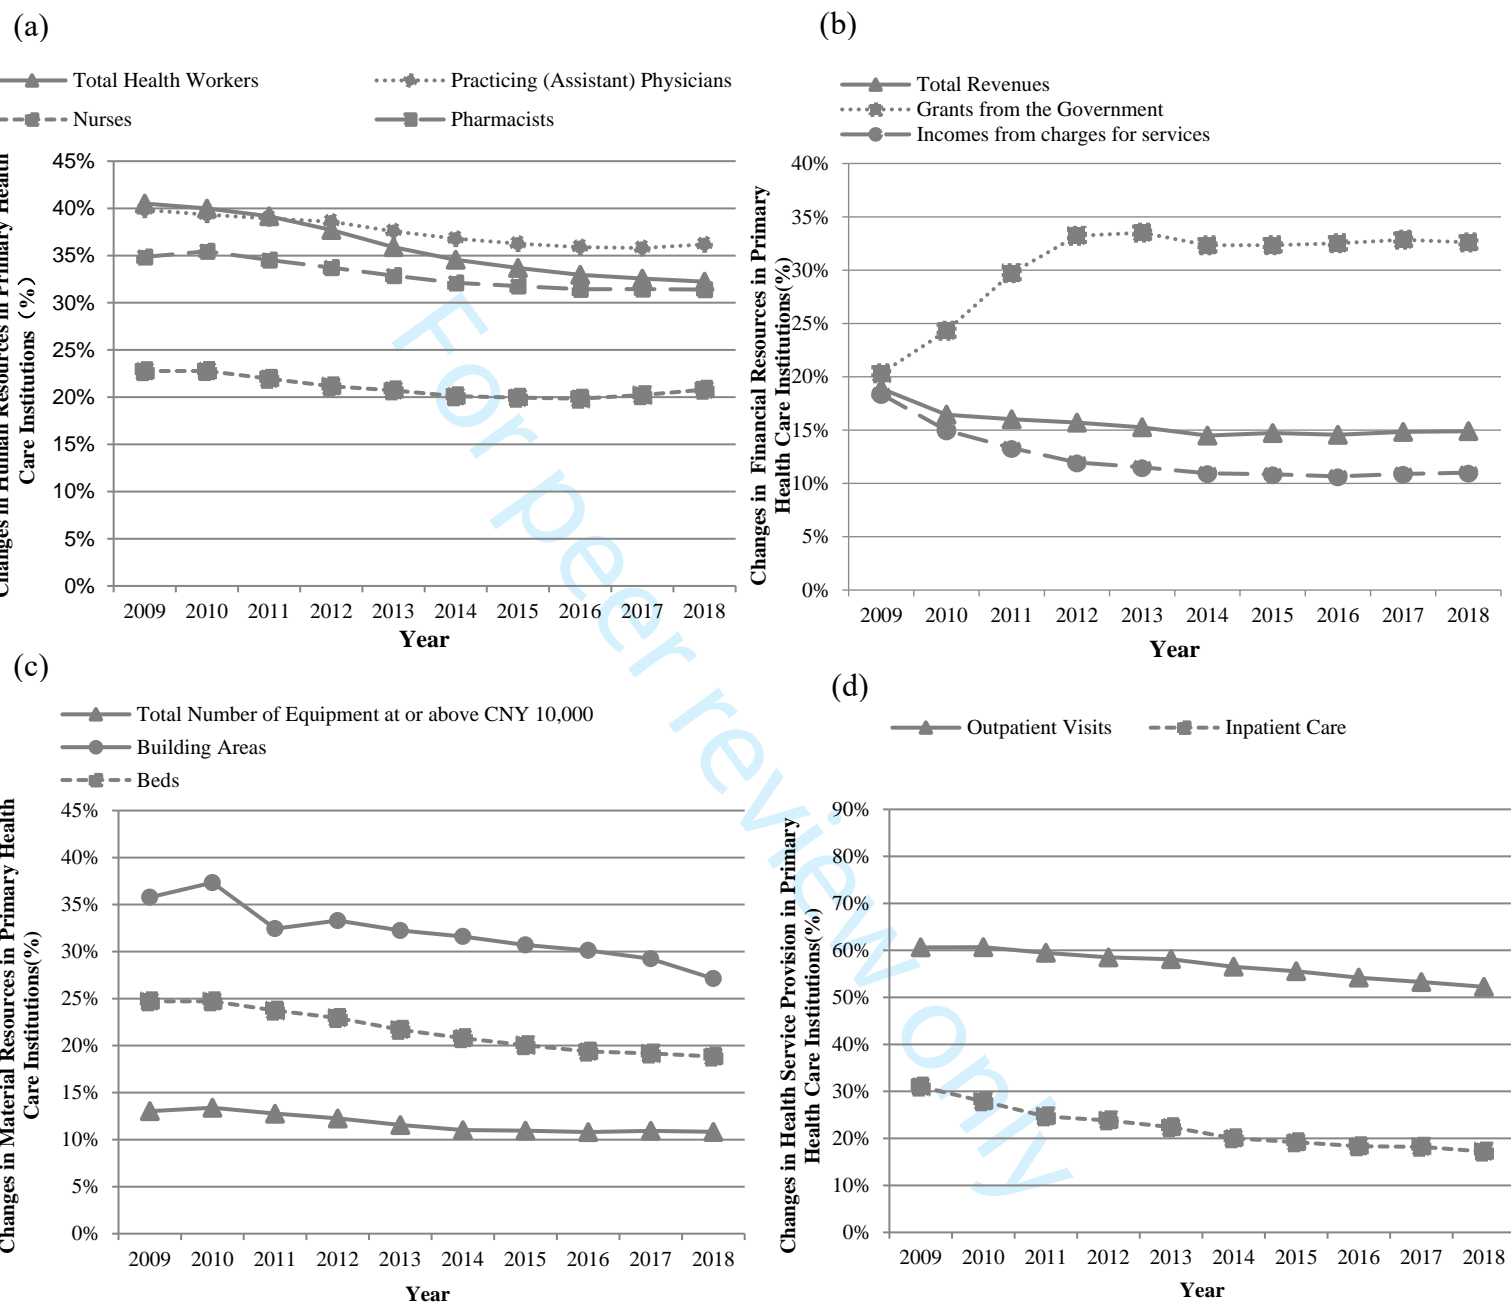 (a)
Total Health Workers
Practicing (Assistant) Physicians
Nurses
Pharmacists
Changes in Human Resources in Primary Health
Care Institutions（%）
45%
40%
35%
30%
25%
20%
15%
10%
5%
0%
2009 2010 2011 2012 2013 2014 2015 2016 2017 2018
Year
(b)
Total Revenues
Grants from the Government
Incomes from charges for services
Changes in Financial Resources in Primary
Health Care Institutions(%)
40%
35%
30%
25%
20%
15%
10%
5%
0%
2009 2010 2011 2012 2013 2014 2015 2016 2017 2018
Year
(c)
Total Number of Equipment at or above CNY 10,000
Building Areas
Beds
Changes in Material Resources in Primary Health
Care Institutions(%)
45%
40%
35%
30%
25%
20%
15%
10%
5%
0%
2009 2010 2011 2012 2013 2014 2015 2016 2017 2018
Year
(d)
Outpatient Visits
Inpatient Care
Changes in Health Service Provision in Primary
Health Care Institutions(%)
90%
80%
70%
60%
50%
40%
30%
20%
10%
0%
2009 2010 2011 2012 2013 2014 2015 2016 2017 2018
Year
For peer review only